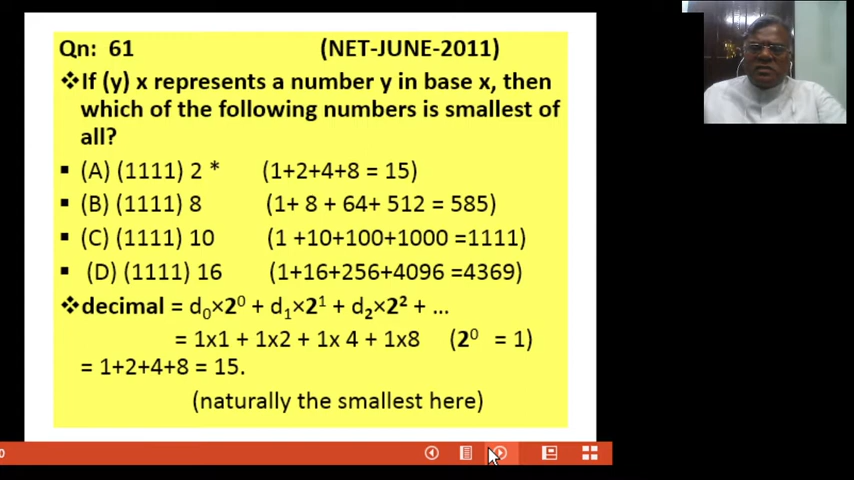 Qn: 61 (NET-JUNE-2011)
❖If (y) x represents a number y in base x, then
which of the following numbers is smallest of
all?
▪ (A) (1111) 2 * (1+2+4+8 = 15)
▪ (B) (1111) 8 (1+ 8 + 64+ 512 = 585)
▪ (C) (1111) 10 (1 +10+100+1000 =1111)
▪ (D) (1111) 16 (1+16+256+4096 =4369)
❖decimal = d₀×2⁰ + d₁×2¹ + d₂×2² + ...
= 1x1 + 1x2 + 1x 4 + 1x8 (2⁰ = 1)
= 1+2+4+8 = 15.
(naturally the smallest here)
0